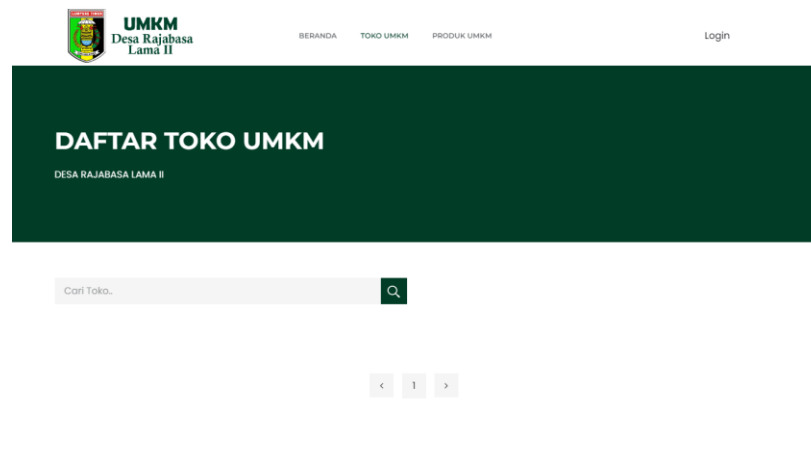 UMKM
Desa Rajabasa
Lama II
BERANDA
TOKO UMKM
PRODUK UMKM
Login
DAFTAR TOKO UMKM
DESA RAJABASA LAMA II
Cari Toko..
< 1 >